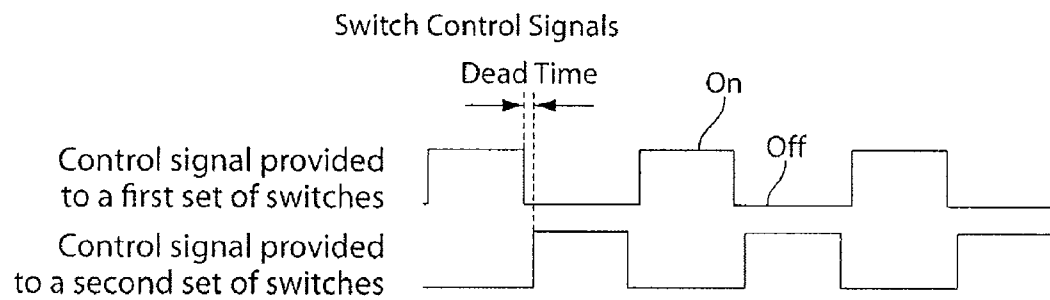 Switch Control Signals
Dead Time
On
Off
Control signal provided
to a first set of switches
Control signal provided
to a second set of switches